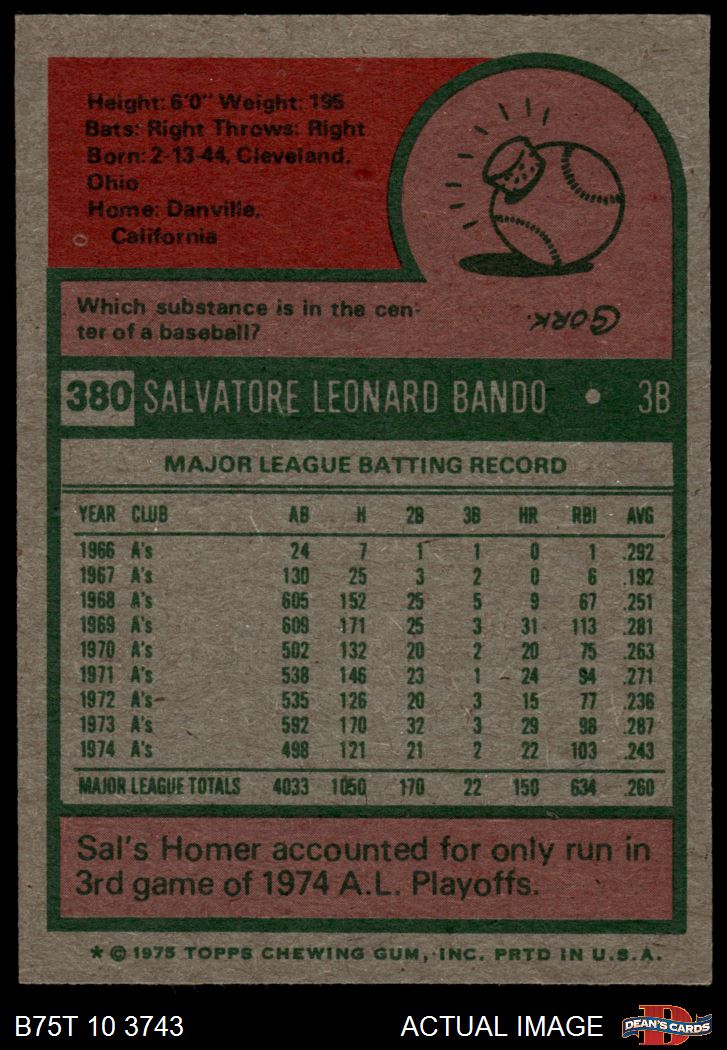 Height: 6'0" Weight: 195
Bats: Right Throws: Right
Born: 2-13-44, Cleveland,
Ohio
Home: Danville,
California
Which substance is in the cen-
ter of a baseball?
CORK.
380 SALVATORE LEONARD BANDO • 3B
MAJOR LEAGUE BATTING RECORD
YEAR CLUB AB H 2B 3B HR RBI AVG
1966 A's 24 7 1 1 0 1 .292
1967 A's 130 25 3 2 0 6 .192
1968 A's 605 152 25 5 9 67 .251
1969 A's 609 171 25 3 31 113 .281
1970 A's 502 132 20 2 20 75 .263
1971 A's 538 146 23 1 24 94 .271
1972 A's 535 126 20 3 15 77 .236
1973 A's 592 170 32 3 29 98 .287
1974 A's 498 121 21 2 22 103 .243
MAJOR LEAGUE TOTALS 4033 1050 170 22 150 634 .260
Sal's Homer accounted for only run in
3rd game of 1974 A.L. Playoffs.
* © 1975 TOPPS CHEWING GUM, INC. PRTD IN U.S.A.
B75T 10 3743 ACTUAL IMAGE D DEAN'S CARDS